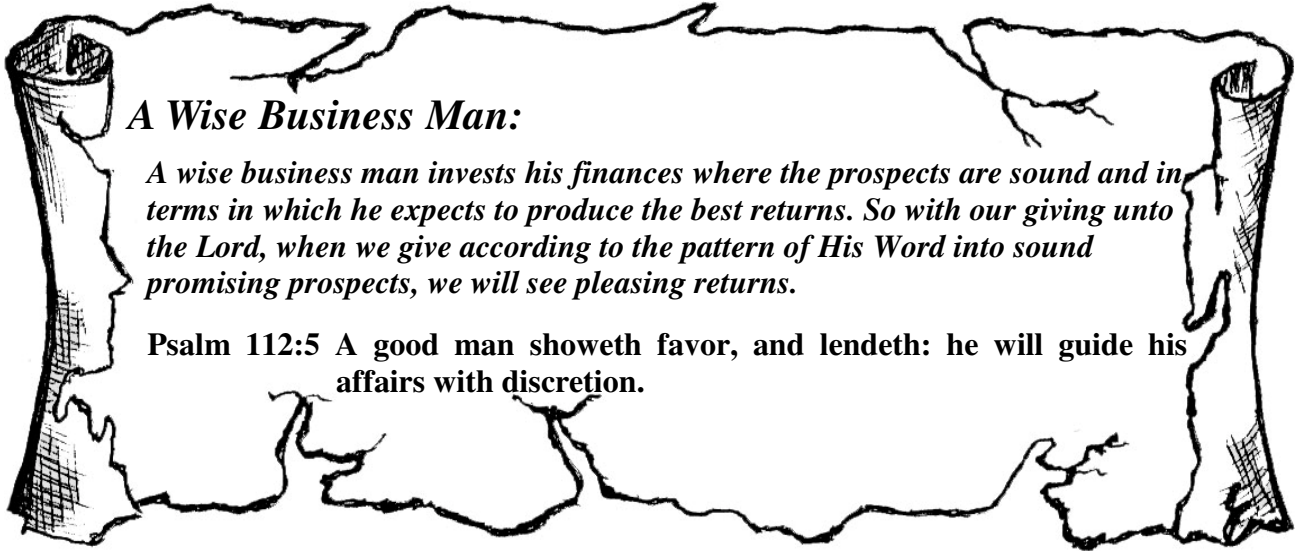 A Wise Business Man:
A wise business man invests his finances where the prospects are sound and in
terms in which he expects to produce the best returns. So with our giving unto
the Lord, when we give according to the pattern of His Word into sound
promising prospects, we will see pleasing returns.
Psalm 112:5 A good man showeth favor, and lendeth: he will guide his
affairs with discretion.